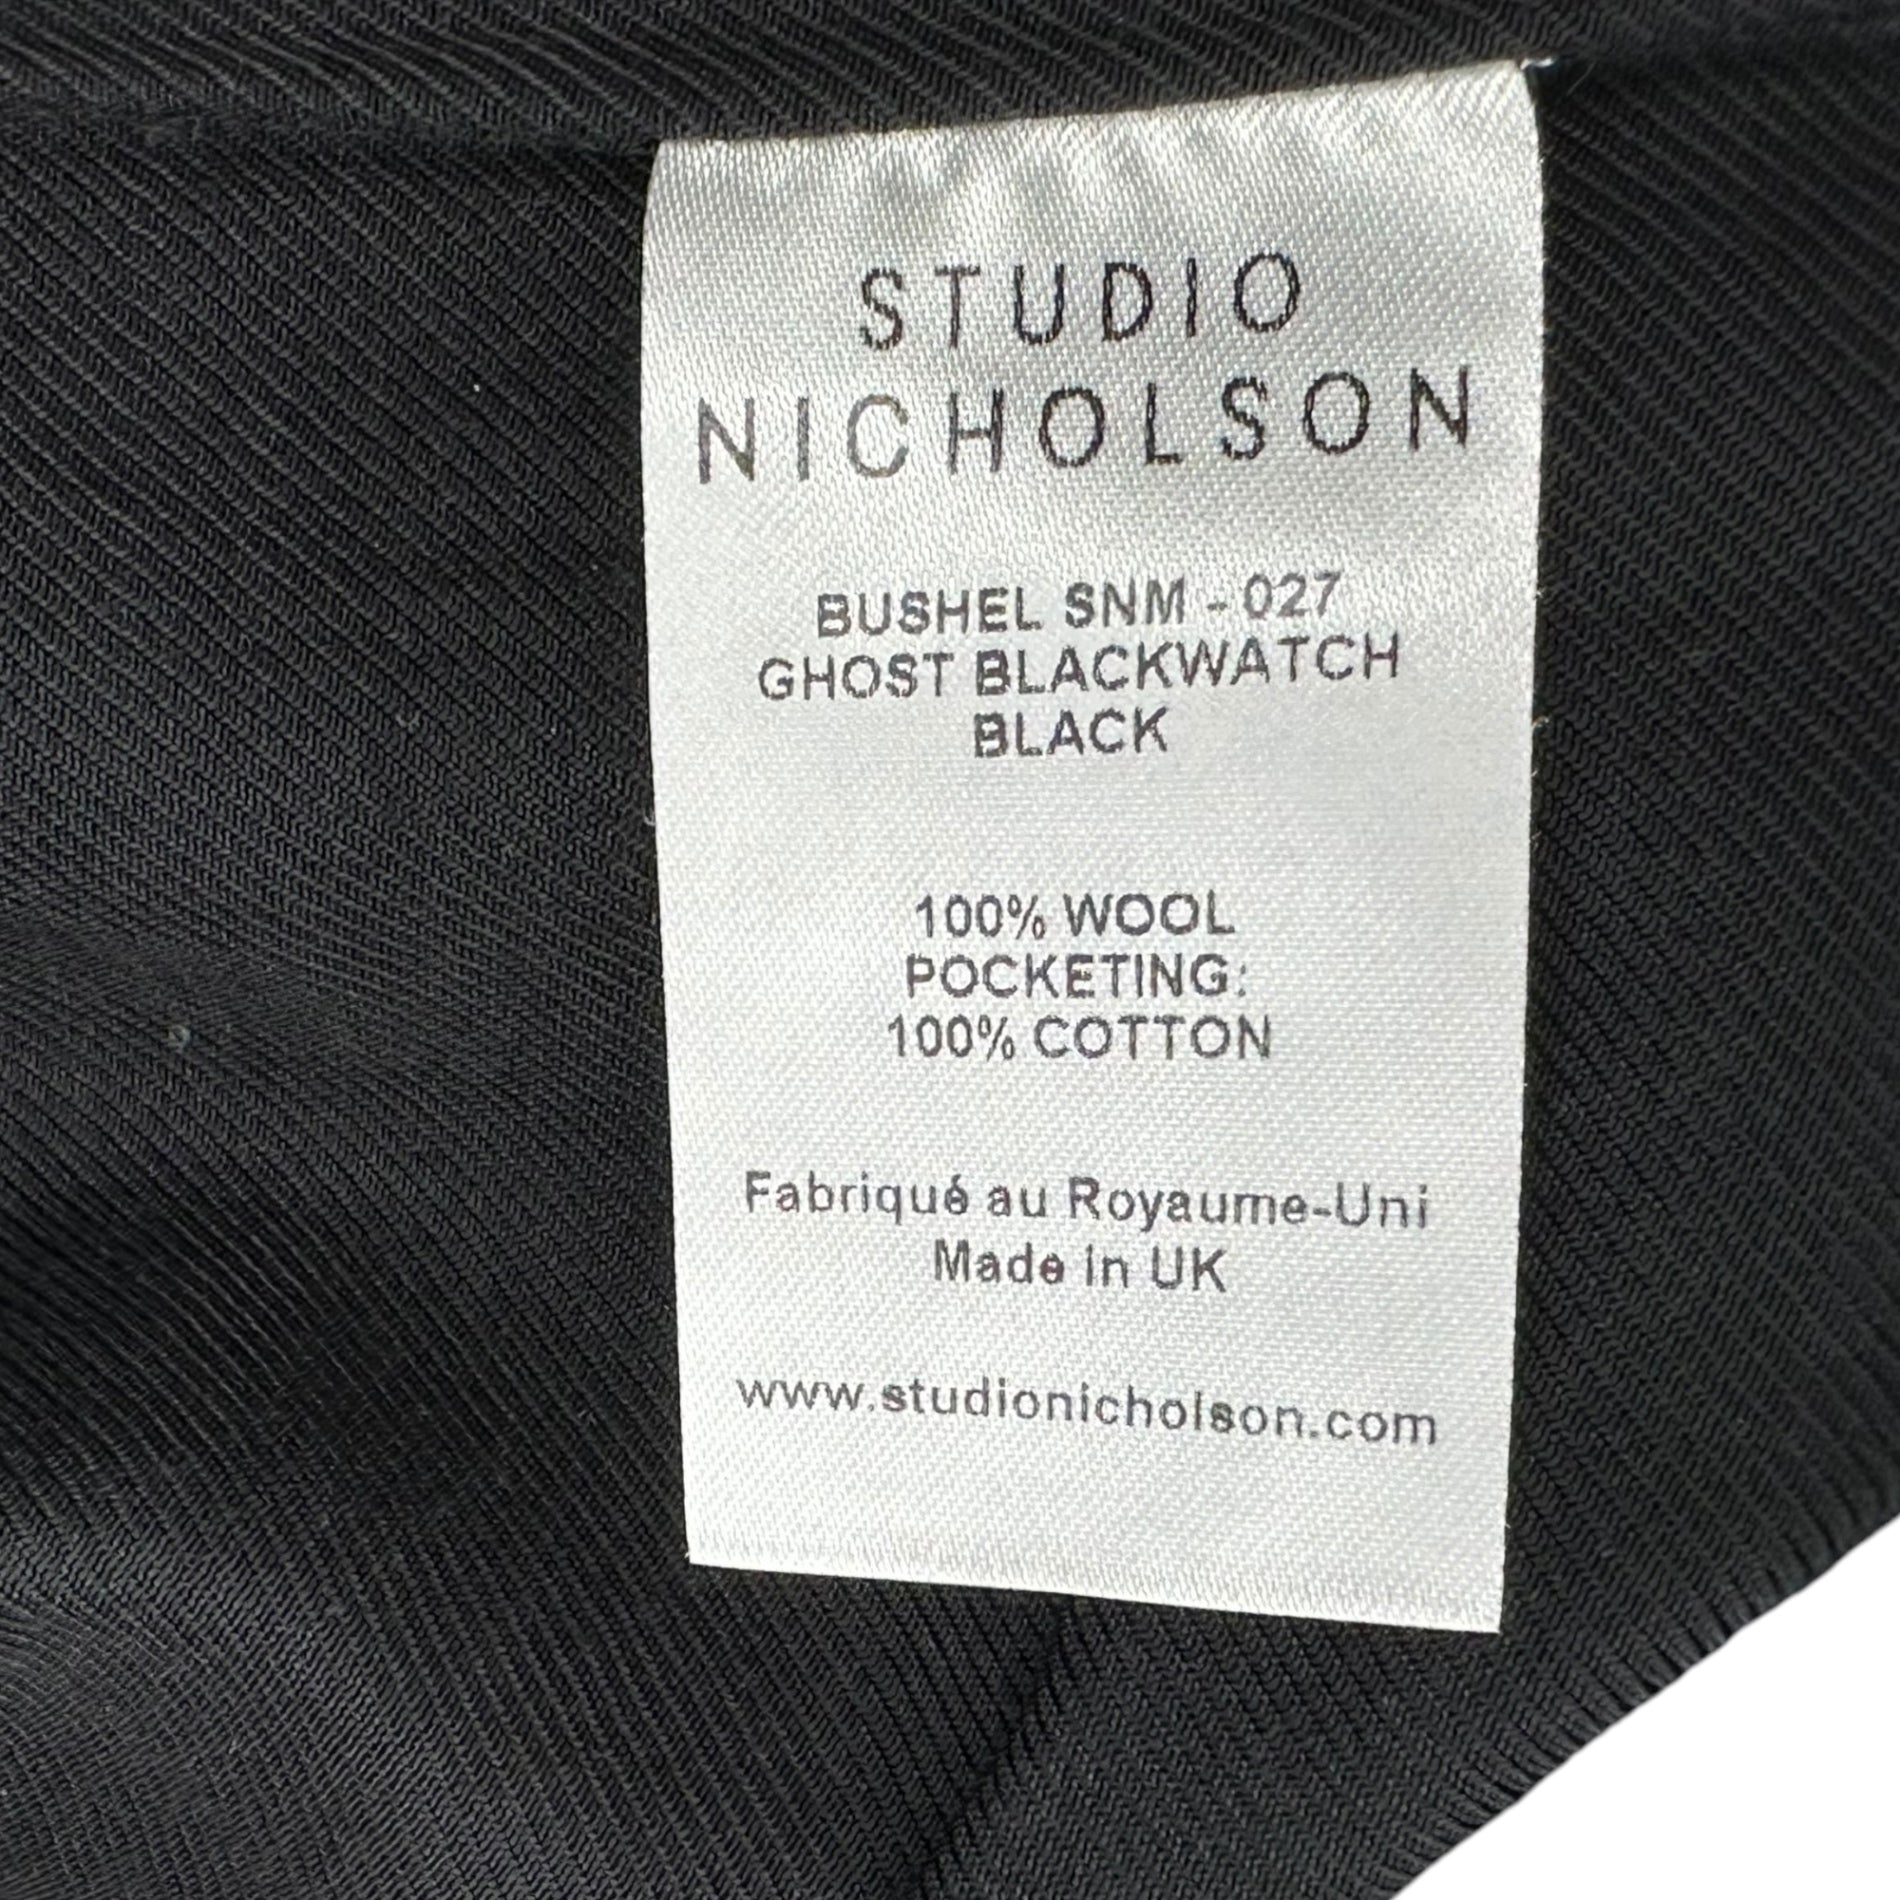 STUDIO
NICHOLSON
BUSHEL SNM - 027
GHOST BLACKWATCH
BLACK
100% WOOL
POCKETING:
100% COTTON
Fabriqué au Royaume-Uni
Made in UK
www.studionicholson.com